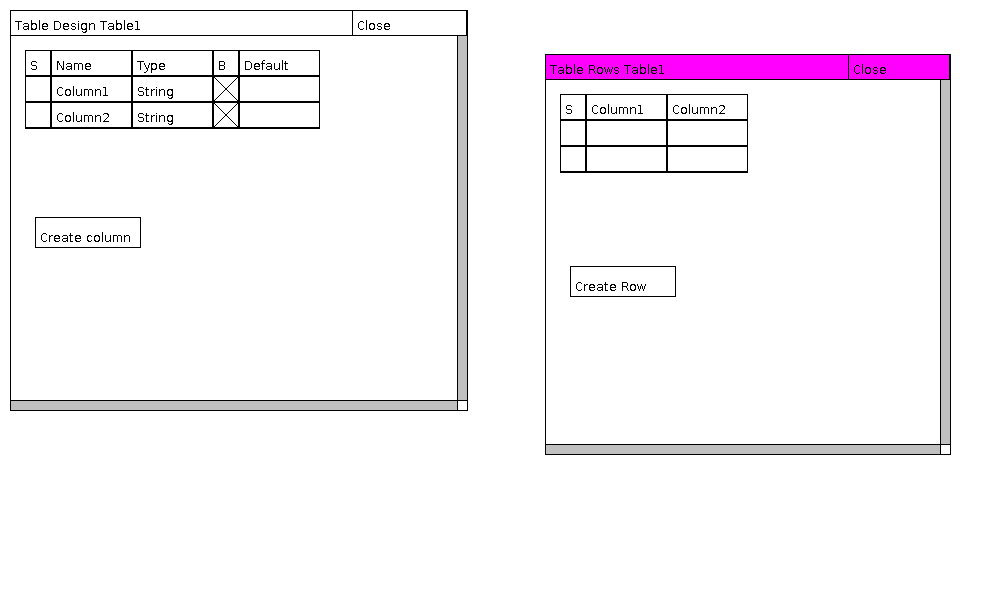 Table Design Table1 Close
S Name Type B Default
Column1 String
Column2 String
Create column
Table Rows Table1 Close
S Column1 Column2
Create Row